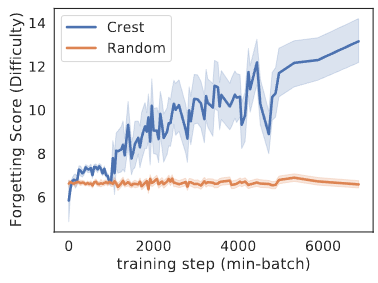 Crest
Random
Forgetting Score (Difficulty)
14
12
10
8
6
0
2000
4000
6000
training step (min-batch)